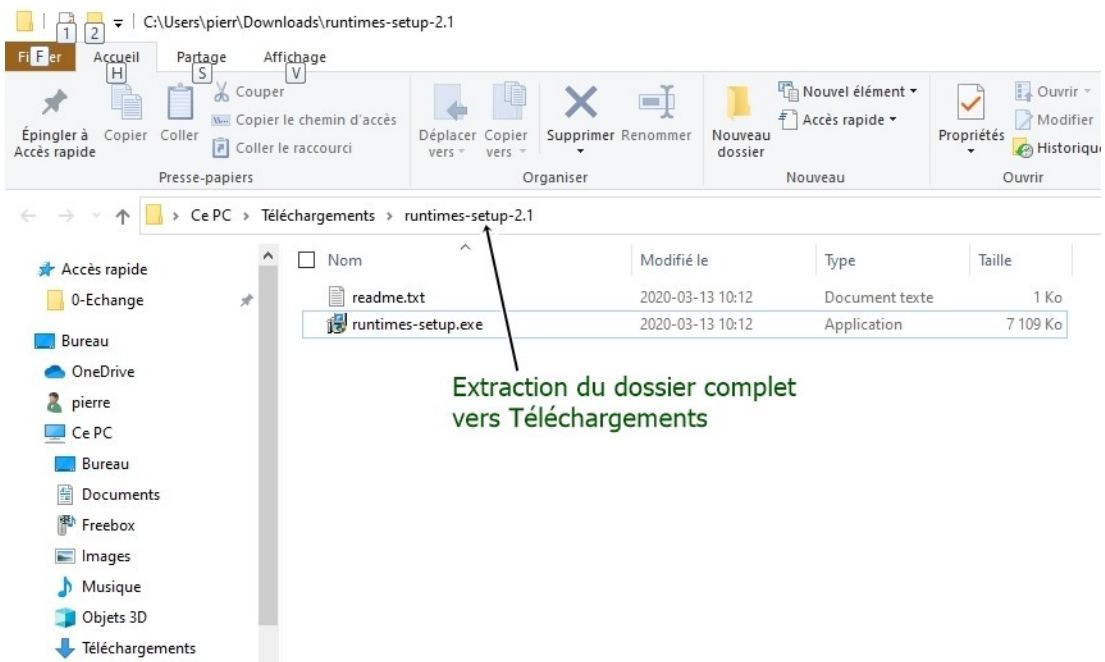 C:\Users\pierr\Downloads\runtimes-setup-2.1
1 2
Fi F er Accueil Partage Affichage
H S V
Épingler à Accès rapide
Copier
Coller
Couper
Copier le chemin d'accès
Coller le raccourci
Déplacer vers
Copier vers
Supprimer
Renommer
Nouveau dossier
Nouvel élément
Accès rapide
Propriétés
Ouvrir
Modifier
Historiqu
Presse-papiers Organiser Nouveau Ouvrir
Ce PC > Téléchargements > runtimes-setup-2.1
Nom Modifié le Type Taille
readme.txt 2020-03-13 10:12 Document texte 1 Ko
runtimes-setup.exe 2020-03-13 10:12 Application 7 109 Ko
Extraction du dossier complet
vers Téléchargements
Accès rapide
0-Echange
Bureau
OneDrive
pierre
Ce PC
Bureau
Documents
Freebox
Images
Musique
Objets 3D
Téléchargements